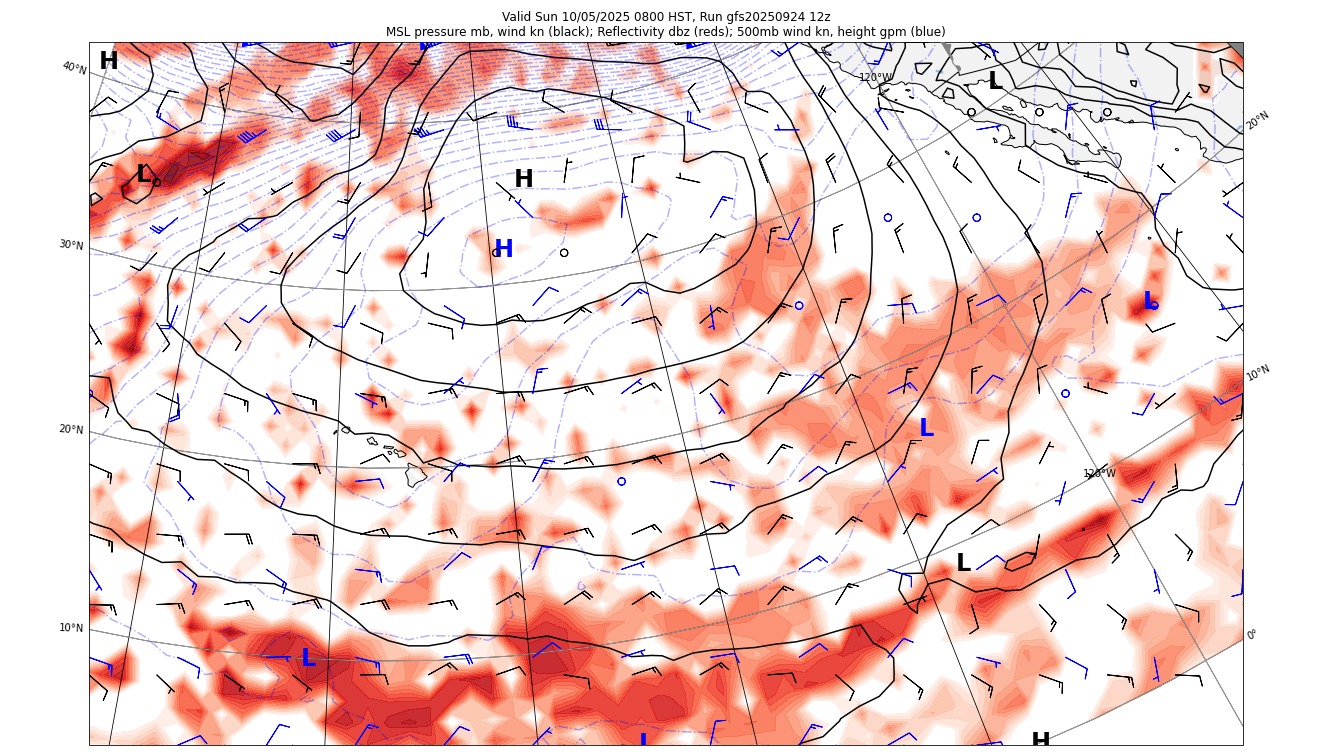 Valid Sun 10/05/2025 0800 HST, Run gfs20250924 12z
MSL pressure mb, wind kn (black); Reflectivity dbz (reds); 500mb wind kn, height gpm (blue)
H
40°N
120°W
L
20°N
L
H
30°N
H
L
10°N
20°N
L
120°W
L
10°N
0°
L
L
H